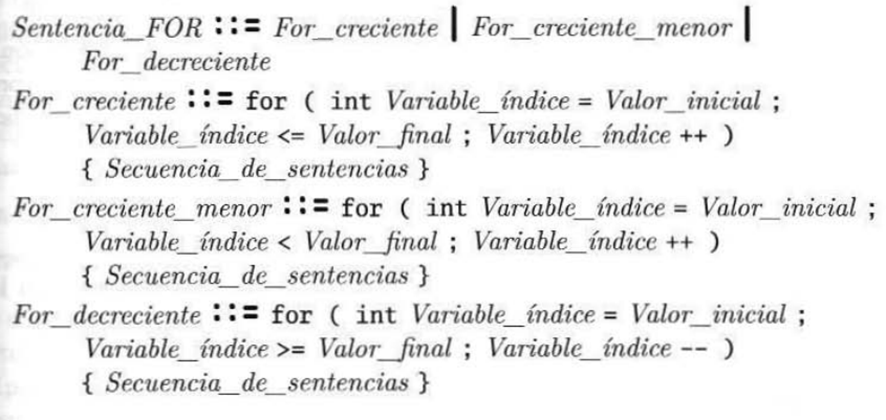 Sentencia_FOR ::= For_creciente | For_creciente_menor |
For_decreciente
For_creciente ::= for ( int Variable_índice = Valor_inicial ;
Variable_índice <= Valor_final ; Variable_índice ++ )
{ Secuencia_de_sentencias }
For_creciente_menor ::= for ( int Variable_índice = Valor_inicial ;
Variable_índice < Valor_final ; Variable_índice ++ )
{ Secuencia_de_sentencias }
For_decreciente ::= for ( int Variable_índice = Valor_inicial ;
Variable_índice >= Valor_final ; Variable_índice -- )
{ Secuencia_de_sentencias }